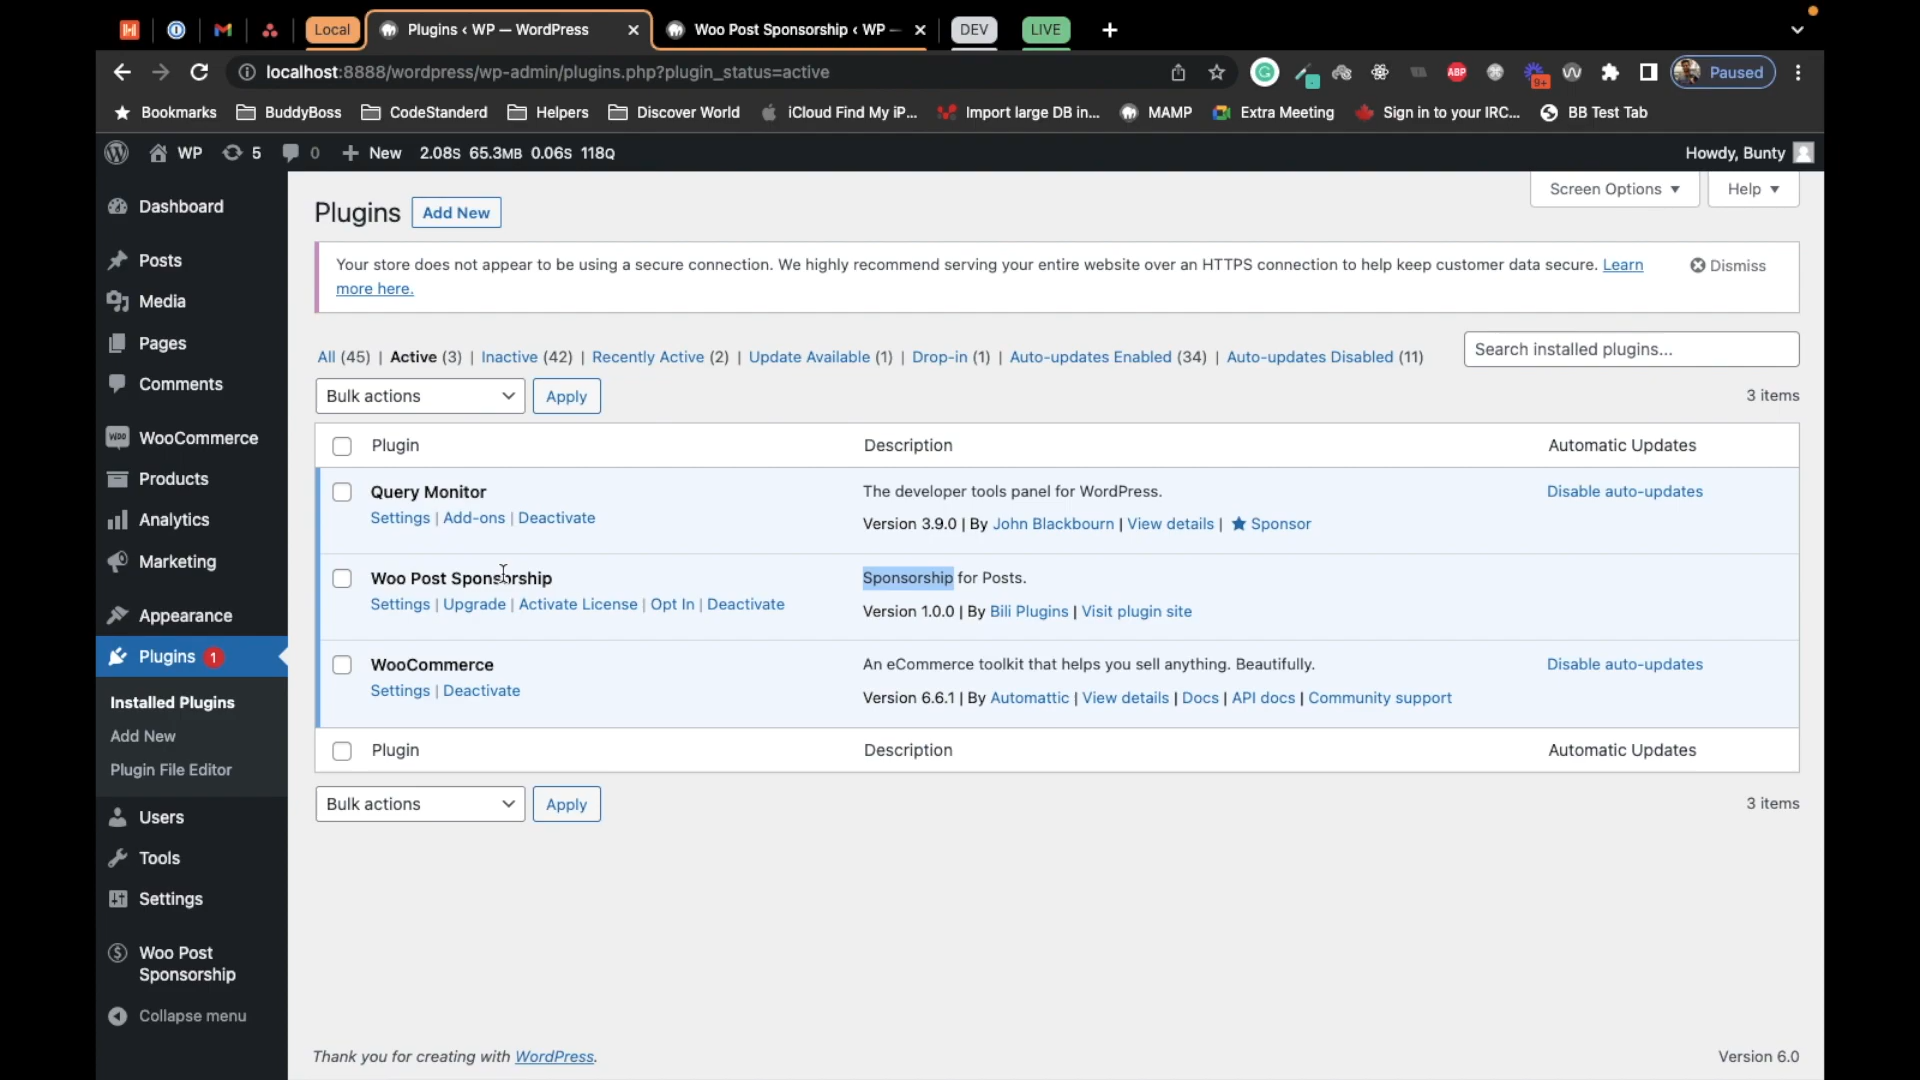 Local
Plugins ‹ WP — WordPress
Woo Post Sponsorship ‹ WP —
DEV
LIVE
localhost:8888/wordpress/wp-admin/plugins.php?plugin_status=active
ABP
9+
Paused
Bookmarks
BuddyBoss
CodeStanderd
Helpers
Discover World
iCloud Find My iP...
Import large DB in...
MAMP
Extra Meeting
Sign in to your IRC...
BB Test Tab
WP
5
0
New
2.08S 65.3MB 0.06S 118Q
Howdy, Bunty
Dashboard
Posts
Media
Pages
Comments
WooCommerce
Products
Analytics
Marketing
Appearance
Plugins 1
Installed Plugins
Add New
Plugin File Editor
Users
Tools
Settings
Woo Post
Sponsorship
Collapse menu
Screen Options
Help
Plugins
Add New
Your store does not appear to be using a secure connection. We highly recommend serving your entire website over an HTTPS connection to help keep customer data secure. Learn
more here.
Dismiss
All (45) | Active (3) | Inactive (42) | Recently Active (2) | Update Available (1) | Drop-in (1) | Auto-updates Enabled (34) | Auto-updates Disabled (11)
Search installed plugins...
Bulk actions
Apply
3 items
Plugin
Description
Automatic Updates
Query Monitor
The developer tools panel for WordPress.
Disable auto-updates
Settings | Add-ons | Deactivate
Version 3.9.0 | By John Blackbourn | View details | Sponsor
Woo Post Sponsorship
Sponsorship for Posts.
Settings | Upgrade | Activate License | Opt In | Deactivate
Version 1.0.0 | By Bili Plugins | Visit plugin site
WooCommerce
An eCommerce toolkit that helps you sell anything. Beautifully.
Disable auto-updates
Settings | Deactivate
Version 6.6.1 | By Automattic | View details | Docs | API docs | Community support
Plugin
Description
Automatic Updates
Bulk actions
Apply
3 items
Thank you for creating with WordPress.
Version 6.0